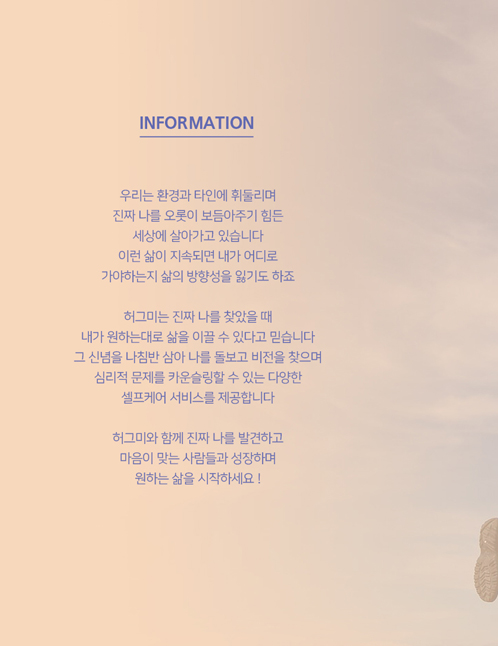 INFORMATION
우리는 환경과 타인에 휘둘리며
진짜 나를 오롯이 보듬아주기 힘든
세상에 살아가고 있습니다
이런 삶이 지속되면 내가 어디로
가야하는지 삶의 방향성을 잃기도 하죠
허그미는 진짜 나를 찾았을 때
내가 원하는대로 삶을 이끌 수 있다고 믿습니다
그 신념을 나침반 삼아 나를 돌보고 비전을 찾으며
심리적 문제를 카운슬링할 수 있는 다양한
셀프케어 서비스를 제공합니다
허그미와 함께 진짜 나를 발견하고
마음이 맞는 사람들과 성장하며
원하는 삶을 시작하세요 !